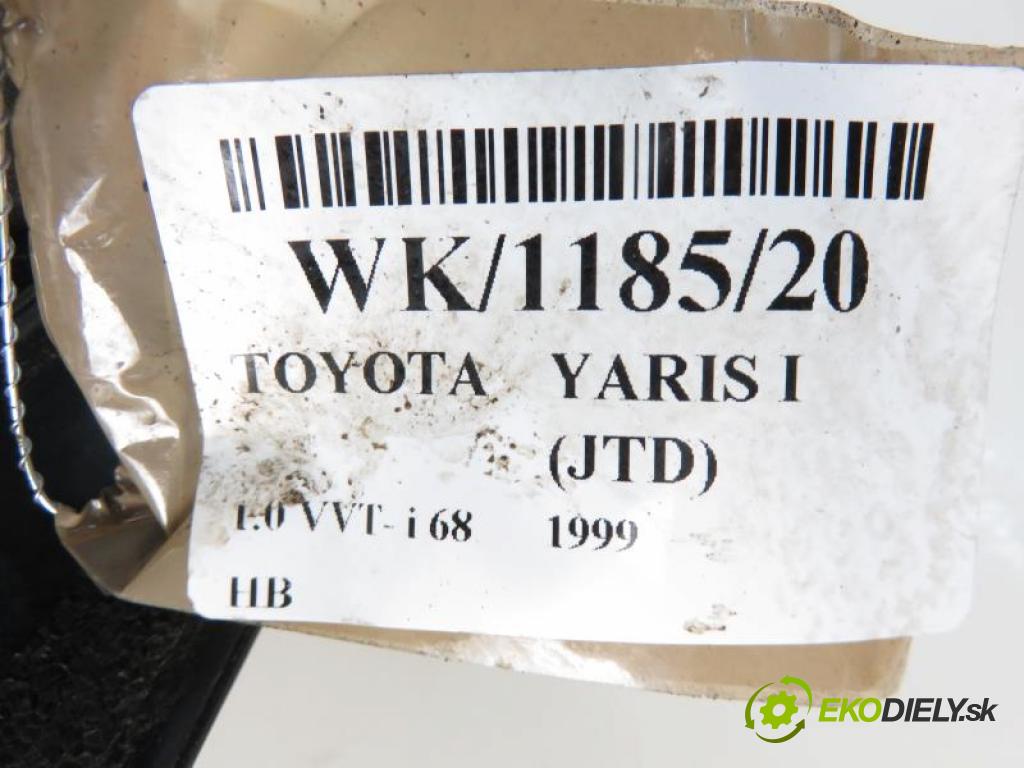 WK/1185/20
TOYOTA YARIS I
(JTD)
1.0 VVT- i 68 1999
HB
EKODIELY.sk